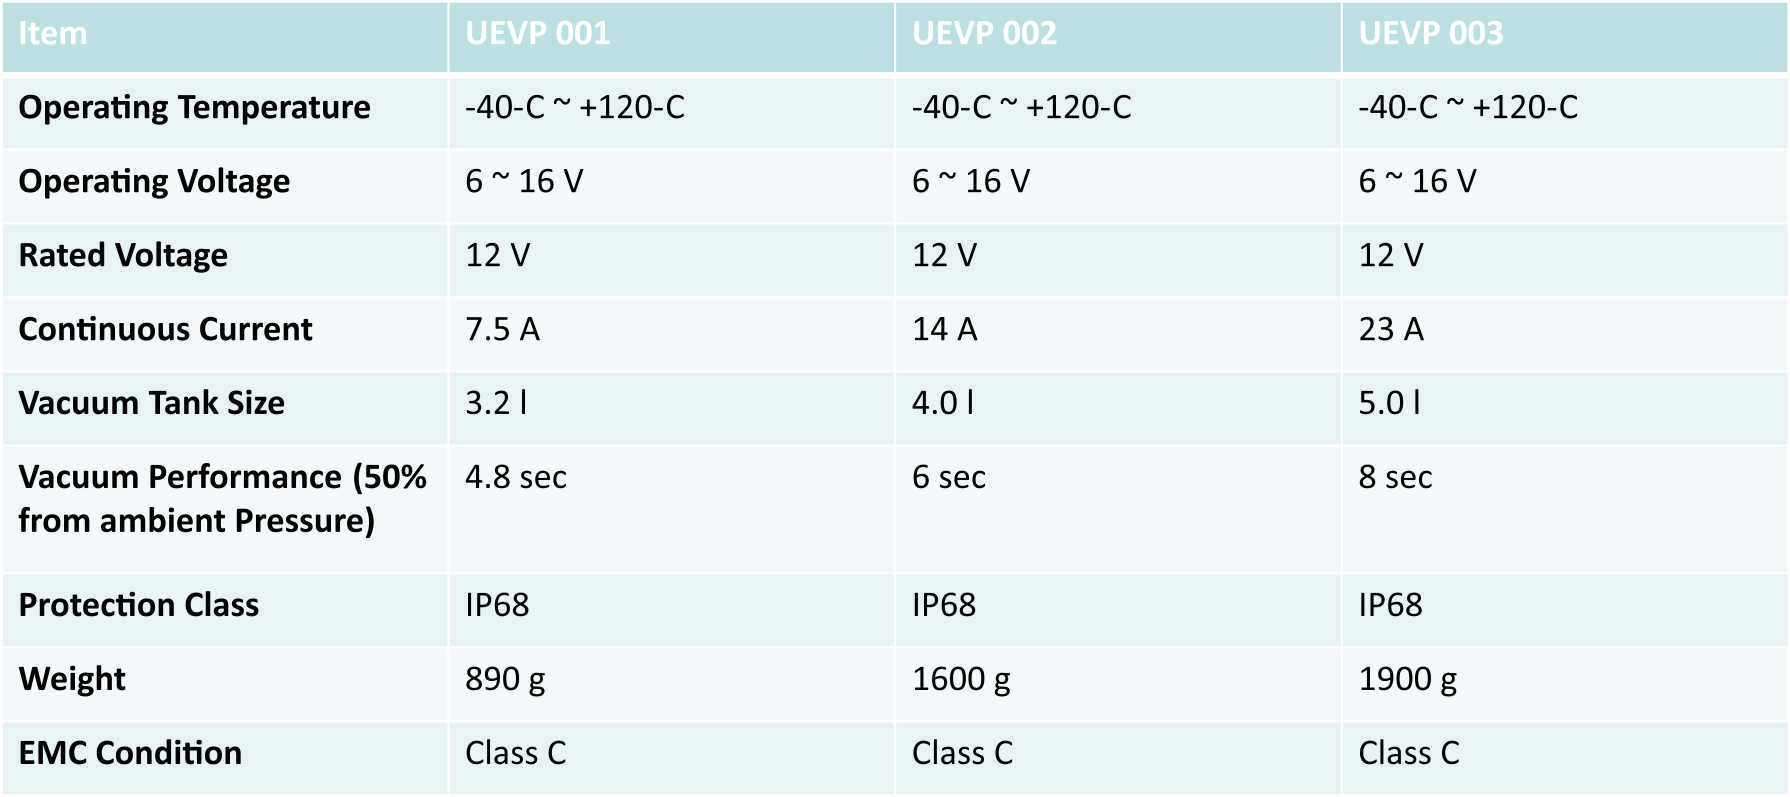 Item UEVP 001 UEVP 002 UEVP 003
Operating Temperature -40-C ~ +120-C -40-C ~ +120-C -40-C ~ +120-C
Operating Voltage 6 ~ 16 V 6 ~ 16 V 6 ~ 16 V
Rated Voltage 12 V 12 V 12 V
Continuous Current 7.5 A 14 A 23 A
Vacuum Tank Size 3.2 l 4.0 l 5.0 l
Vacuum Performance (50% 4.8 sec 6 sec 8 sec
from ambient Pressure)
Protection Class IP68 IP68 IP68
Weight 890 g 1600 g 1900 g
EMC Condition Class C Class C Class C